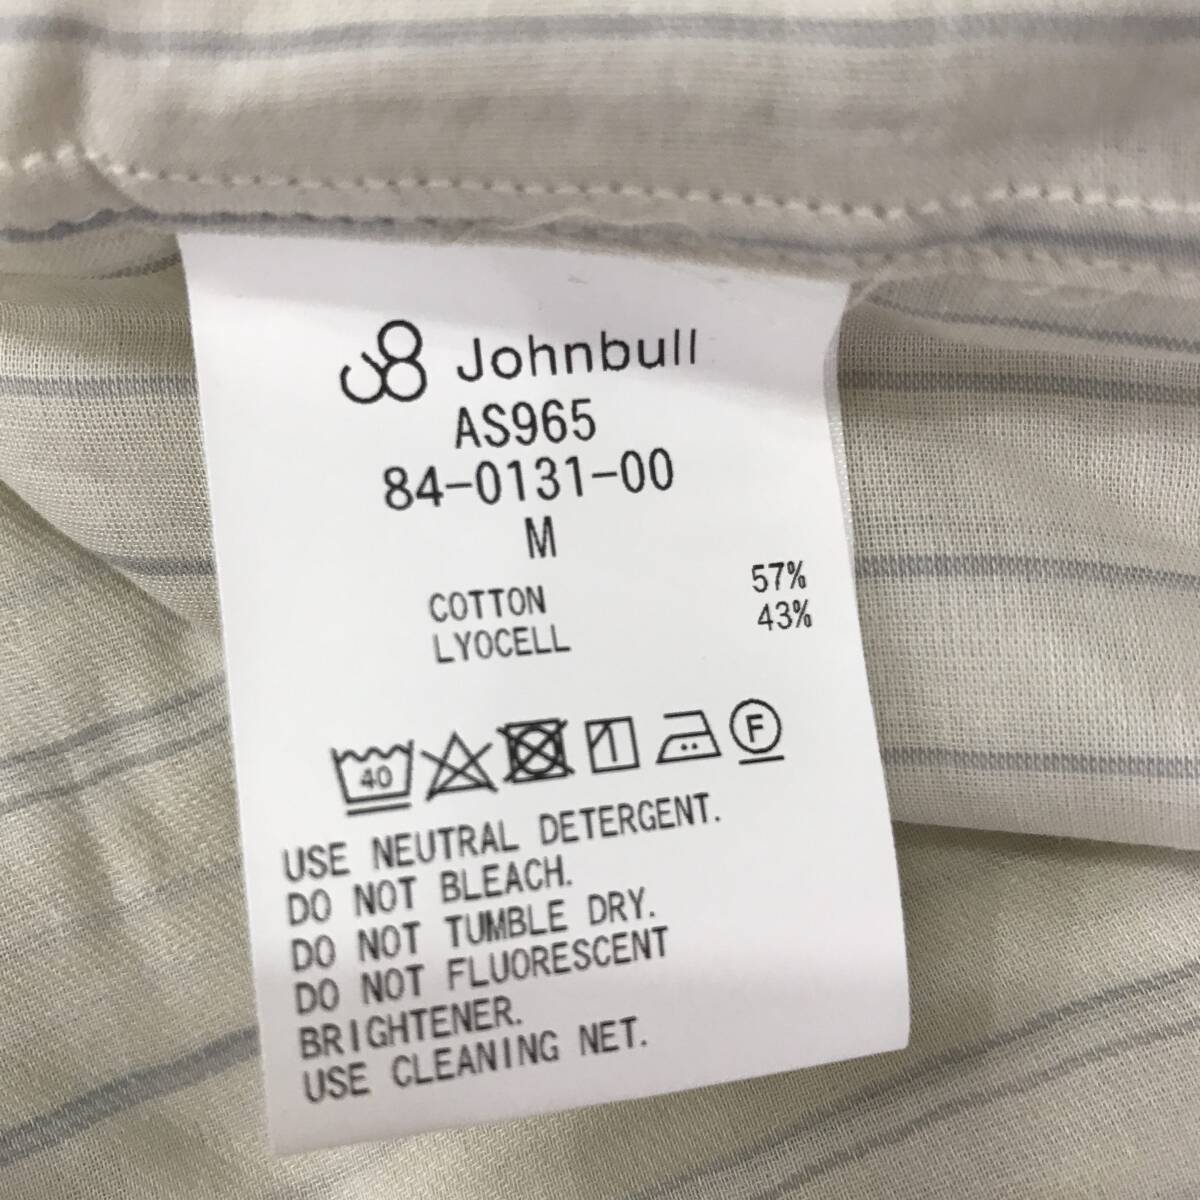 Johnbull
AS965
84-0131-00
M
COTTON 57%
LYOCELL 43%
40 F
USE NEUTRAL DETERGENT.
DO NOT BLEACH.
DO NOT TUMBLE DRY.
DO NOT FLUORESCENT
BRIGHTENER.
USE CLEANING NET.